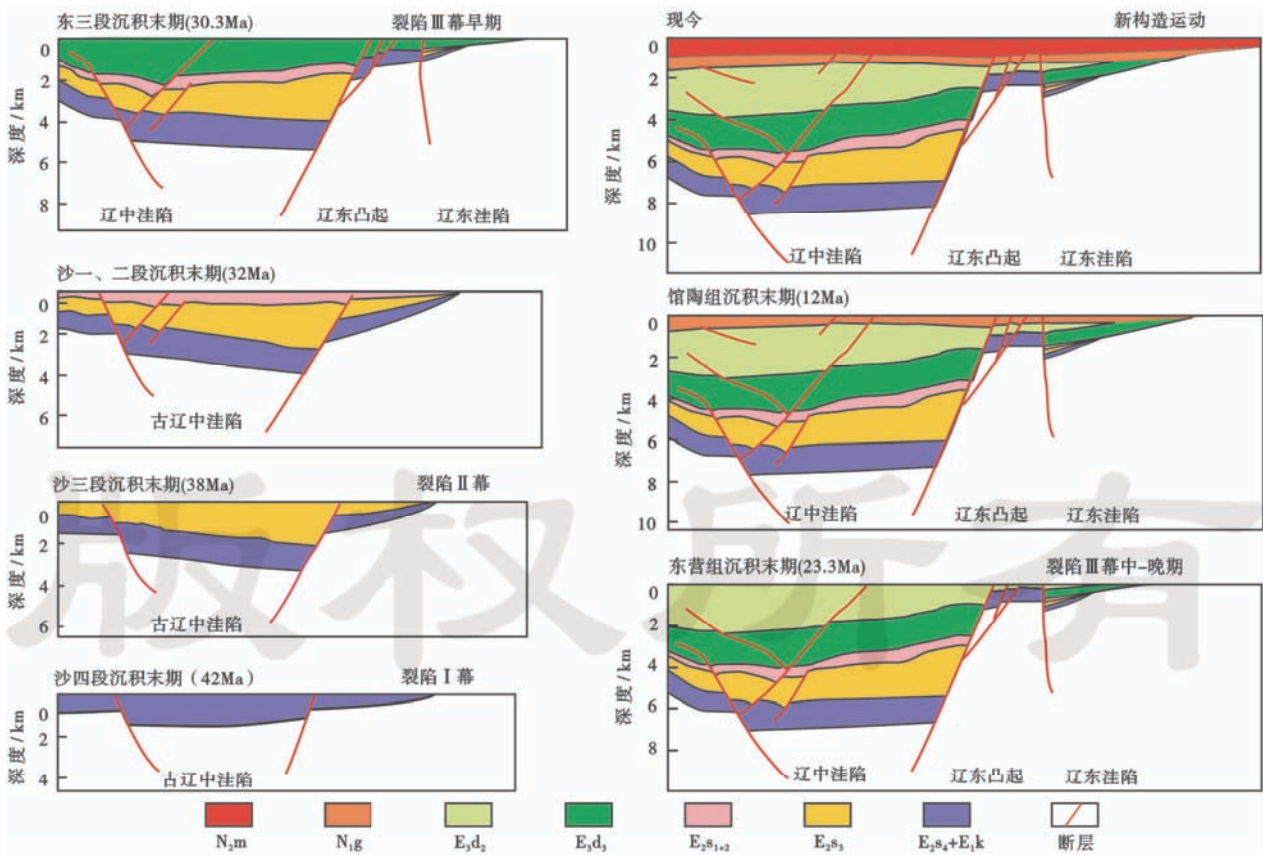 东三段沉积末期(30.3Ma)
裂陷Ⅲ幕早期
0
2
4
6
8
深度/km
辽中洼陷
辽东凸起
辽东洼陷
沙一、二段沉积末期(32Ma)
0
2
4
6
深度/km
古辽中洼陷
沙三段沉积末期(38Ma)
裂陷Ⅱ幕
0
2
4
6
深度/km
古辽中洼陷
沙四段沉积末期（42Ma）
裂陷Ⅰ幕
0
2
4
深度/km
古辽中洼陷
现今
新构造运动
0
2
4
6
8
10
深度/km
辽中洼陷
辽东凸起
辽东洼陷
馆陶组沉积末期(12Ma)
0
2
4
6
8
10
深度/km
辽中洼陷
辽东凸起
辽东洼陷
东营组沉积末期(23.3Ma)
裂陷Ⅲ幕中-晚期
0
2
4
6
8
深度/km
辽中洼陷
辽东凸起
辽东洼陷
N₂m
N₁g
E₃d₂
E₃d₃
E₂s₁₊₂
E₂s₃
E₂s₄+E₁k
断层
版权所有